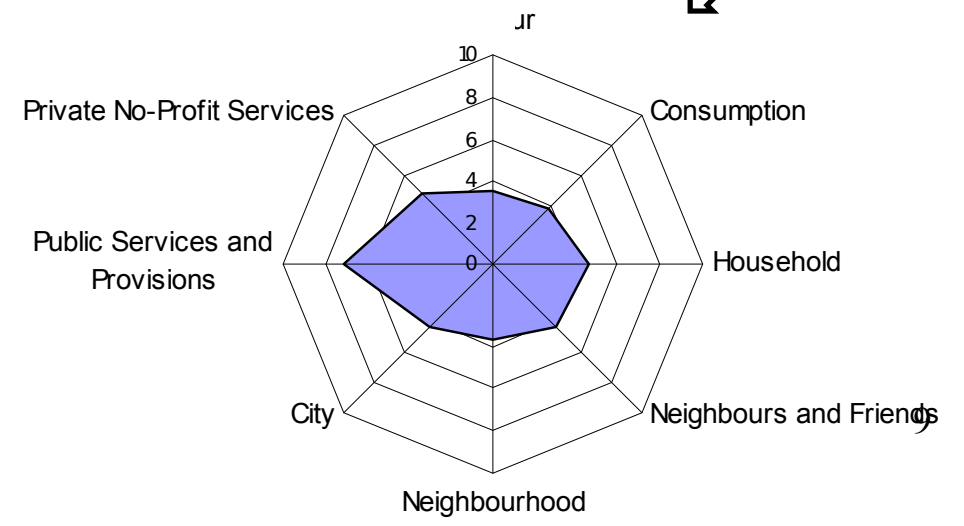 10
8
6
4
2
0
Consumption
Household
Neighbours and Friends
Neighbourhood
City
Public Services and
Provisions
Private No-Profit Services